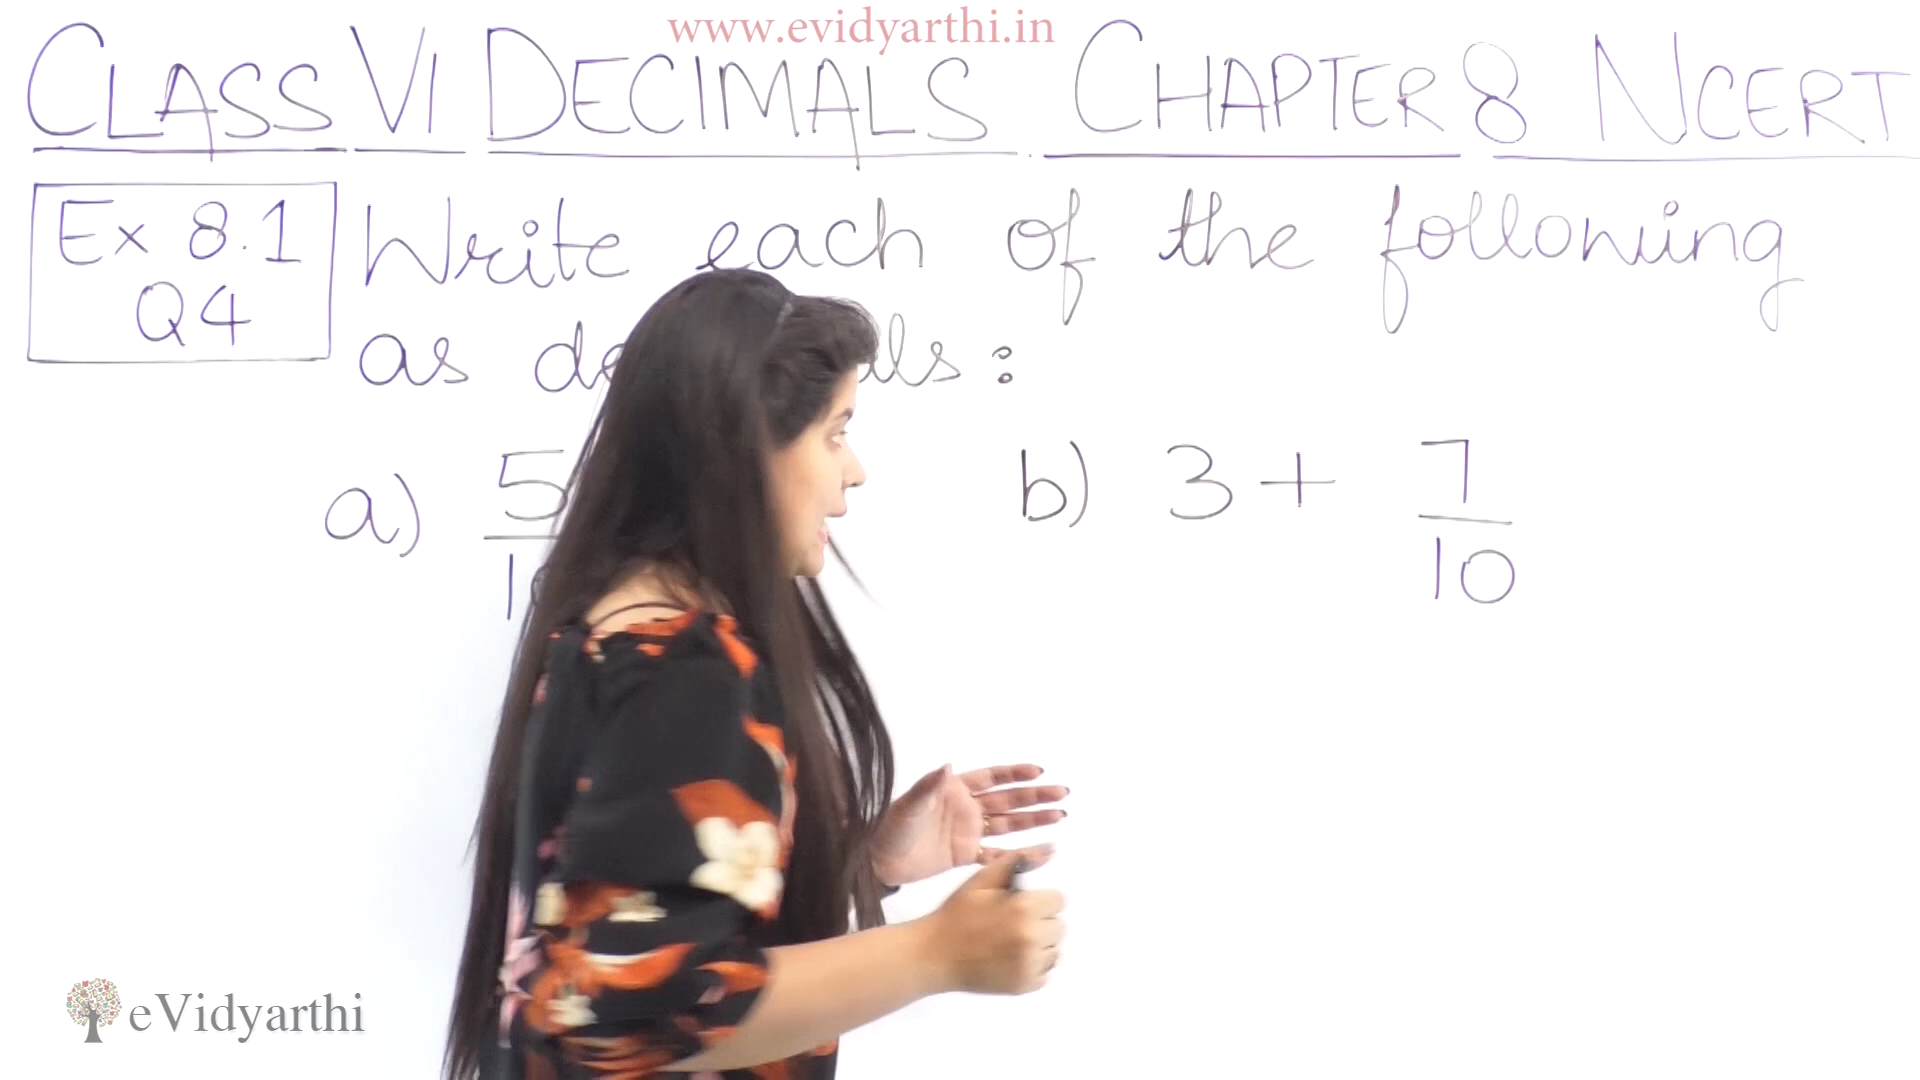 www.evidyarthi.in
CLASS VI DECIMALS CHAPTER 8 NCERT
Ex 8.1 Write each of the following
Q4 as :
a) 5 b) 3 + 7
10
eVidyarthi